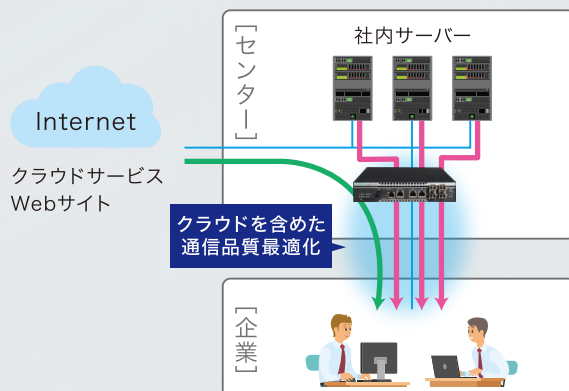 [センター]
社内サーバー
Internet
クラウドサービス
Webサイト
クラウドを含めた
通信品質最適化
[企業]